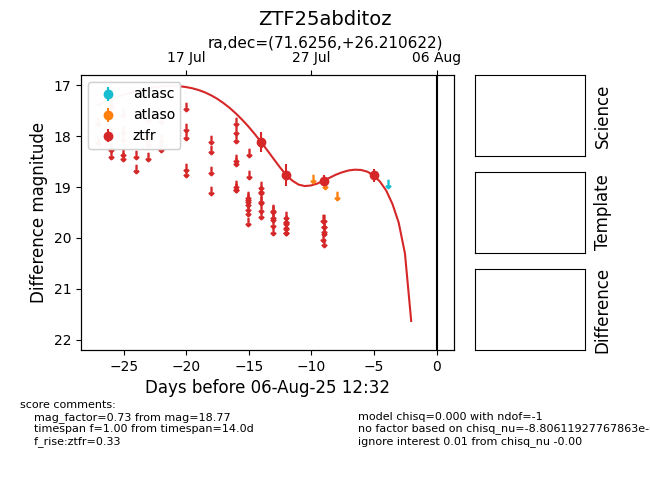 ZTF25abditoz
ra,dec=(71.6256,+26.210622)
17 Jul
27 Jul
06 Aug
atlasc
atlaso
ztfr
Difference magnitude
17
18
19
20
21
22
−25
−20
−15
−10
−5
0
Days before 06-Aug-25 12:32
Science
Template
Difference
score comments:
mag_factor=0.73 from mag=18.77
timespan f=1.00 from timespan=14.0d
f_rise:ztfr=0.33
model chisq=0.000 with ndof=-1
no factor based on chisq_nu=-8.80611927767863e-
ignore interest 0.01 from chisq_nu -0.00